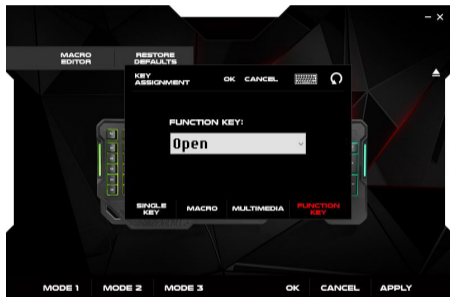 MACRO EDITOR
RESTORE DEFAULTS
KEY ASSIGNMENT
OK CANCEL
FUNCTION KEY:
Open
SINGLE KEY
MACRO
MULTIMEDIA
FUNCTION KEY
MODE 1 MODE 2 MODE 3 OK CANCEL APPLY